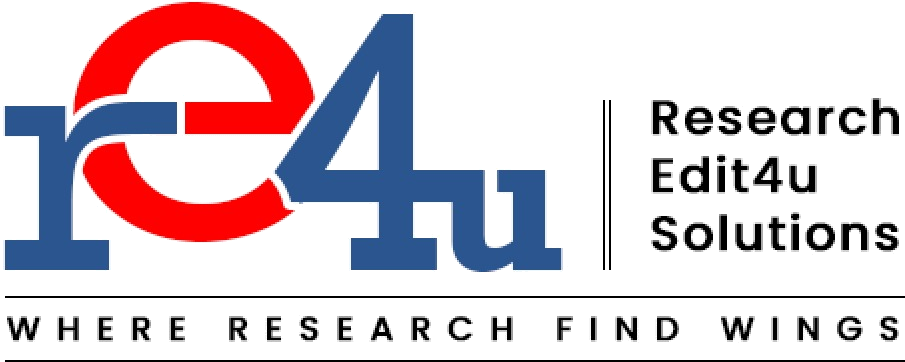 re4u
Research
Edit4u
Solutions
WHERE RESEARCH FIND WINGS